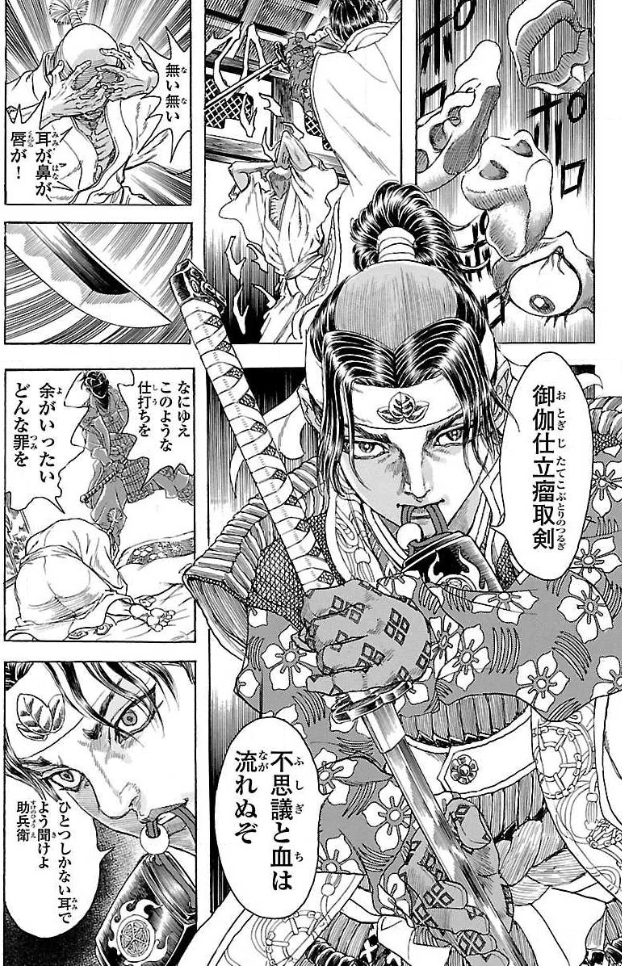 ポロ
ポロ
ポロ
無い無い
耳が鼻が
唇が!
御伽仕立瘤取剣
不思議と血は
流れぬぞ
なにゆえ
このような
仕打ちを
余がいったい
どんな罪を
ひとつしかない耳で
よう聞けよ
助兵衛